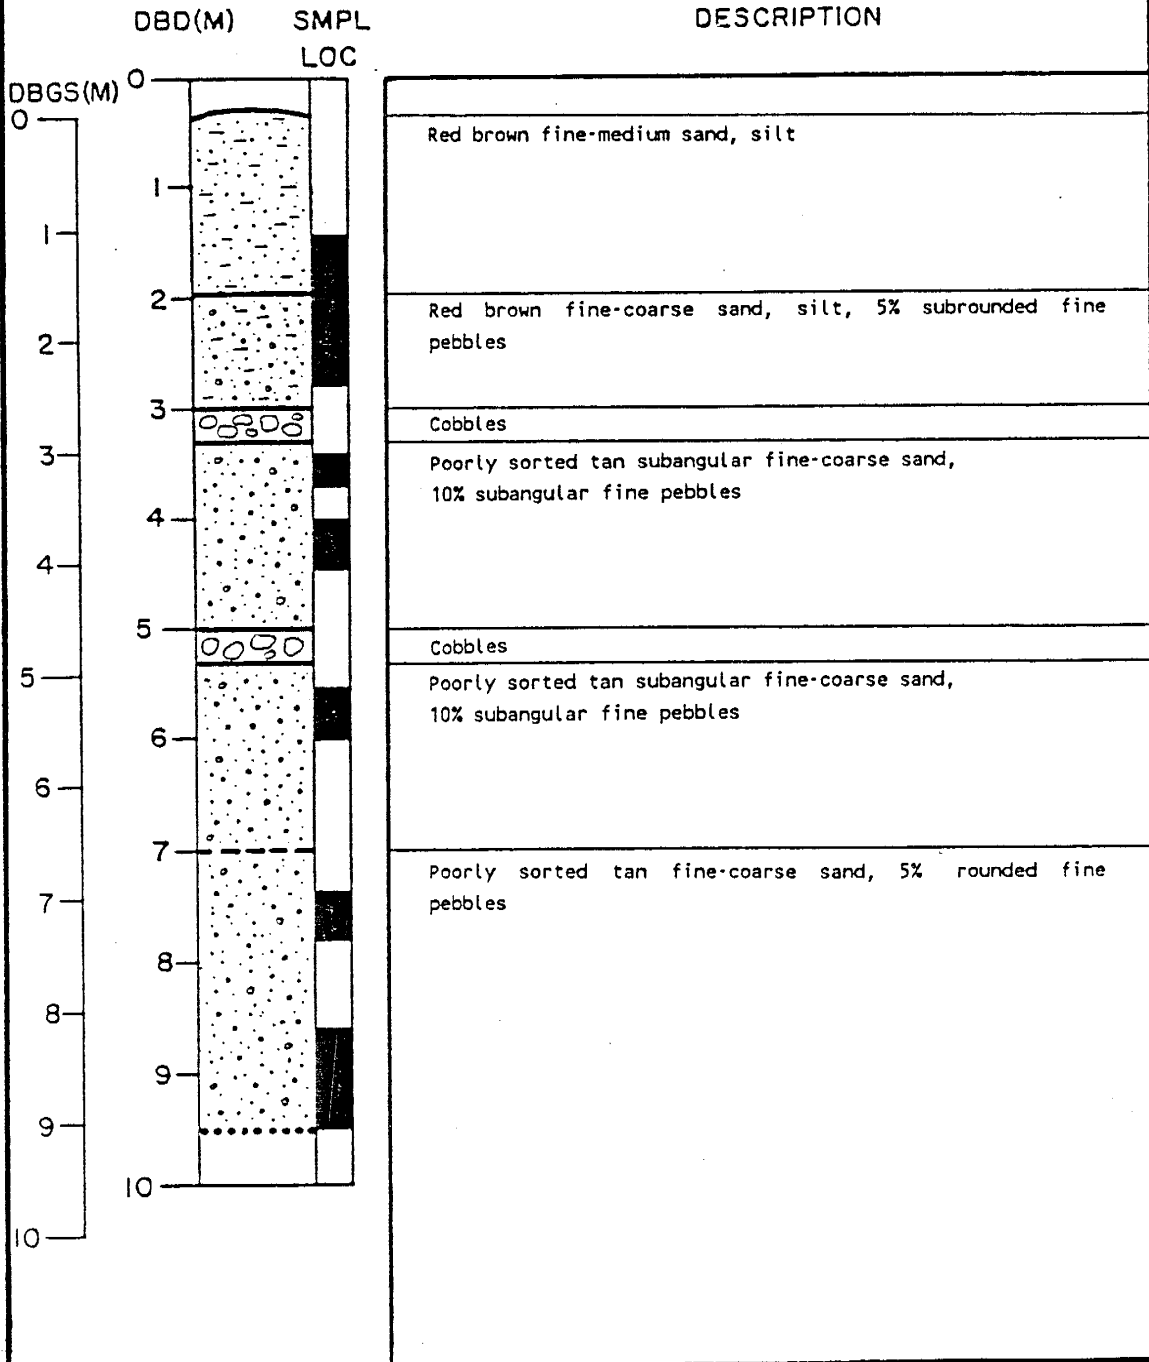 DBD(M) SMPL LOC DESCRIPTION
DBGS(M)
0
0
Red brown fine-medium sand, silt
1
1
2
Red brown fine-coarse sand, silt, 5% subrounded fine
pebbles
2
3
Cobbles
3
Poorly sorted tan subangular fine-coarse sand,
10% subangular fine pebbles
4
4
5
Cobbles
5
Poorly sorted tan subangular fine-coarse sand,
10% subangular fine pebbles
6
6
7
Poorly sorted tan fine-coarse sand, 5% rounded fine
pebbles
7
8
8
9
9
10
10